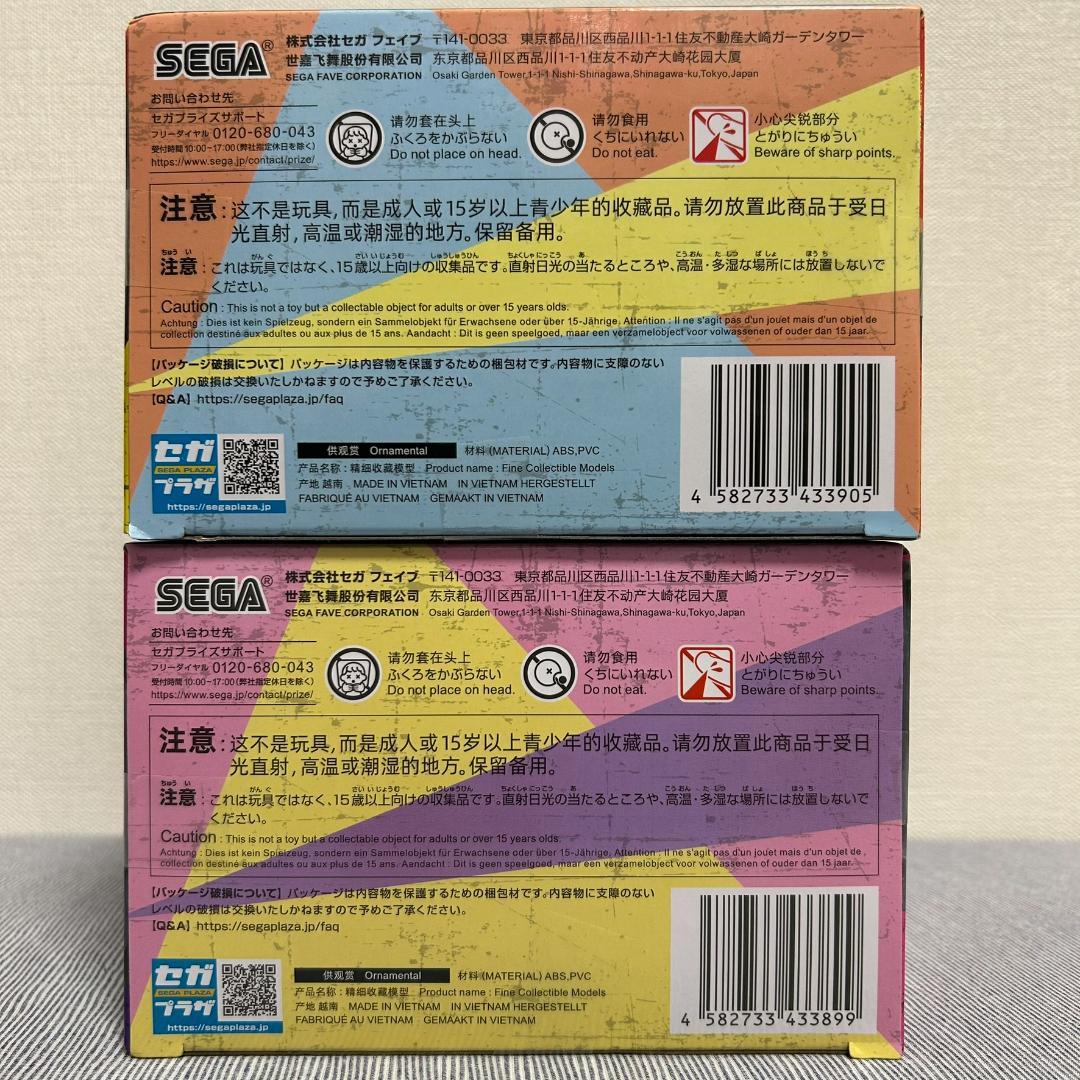 SEGA®
株式会社セガ フェイブ 〒141-0033 東京都品川区西品川1-1-1住友不動産大崎ガーデンタワー
世嘉飞舞股份有限公司 东京都品川区西品川1-1-1住友不动产大崎花园大厦
SEGA FAVE CORPORATION Osaki Garden Tower,1-1-1 Nishi-Shinagawa,Shinagawa-ku,Tokyo,Japan
お問い合わせ先
セガプライズサポート
フリーダイヤル 0120-680-043
受付時間10:00~17:00(弊社指定休日を除く)
https://www.sega.jp/contact/prize/
请勿套在头上
ふくろをかぶらない
Do not place on head.
请勿食用
くちにいれない
Do not eat.
小心尖锐部分
とがりにちゅうい
Beware of sharp points.
注意:这不是玩具,而是成人或15岁以上青少年的收藏品。请勿放置此商品于受日
光直射,高温或潮湿的地方。保留备用。
注意:これは玩具ではなく、15歳以上向けの収集品です。直射日光の当たるところや、高温・多湿な場所には放置しないで
ください。
Caution : This is not a toy but a collectable object for adults or over 15 years olds.
Achtung : Dies ist kein Spielzeug, sondern ein Sammelobjekt für Erwachsene oder über 15-Jährige. Attention : Il ne s'agit pas d'un jouet mais d'un objet de
collection destiné aux adultes ou aux plus de 15 ans. Aandacht : Dit is geen speelgoed, maar een verzamelobject voor volwassenen of ouder dan 15 jaar.
【パッケージ破損について】パッケージは内容物を保護するための梱包材です。内容物に支障のない
レベルの破損は交換いたしかねますので予めご了承ください。
【Q&A】https://segaplaza.jp/faq
セガ
SEGA PLAZA
プラザ
https://segaplaza.jp
供观赏 Ornamental 材料(MATERIAL) ABS,PVC
产品名称:精细收藏模型 Product name : Fine Collectible Models
产地 越南 MADE IN VIETNAM IN VIETNAM HERGESTELLT
FABRIQUÉ AU VIETNAM GEMAAKT IN VIETNAM
4 582733 433905
SEGA®
株式会社セガ フェイブ 〒141-0033 東京都品川区西品川1-1-1住友不動産大崎ガーデンタワー
世嘉飞舞股份有限公司 东京都品川区西品川1-1-1住友不动产大崎花园大厦
SEGA FAVE CORPORATION Osaki Garden Tower,1-1-1 Nishi-Shinagawa,Shinagawa-ku,Tokyo,Japan
お問い合わせ先
セガプライズサポート
フリーダイヤル 0120-680-043
受付時間10:00~17:00(弊社指定休日を除く)
https://www.sega.jp/contact/prize/
请勿套在头上
ふくろをかぶらない
Do not place on head.
请勿食用
くちにいれない
Do not eat.
小心尖锐部分
とがりにちゅうい
Beware of sharp points.
注意:这不是玩具,而是成人或15岁以上青少年的收藏品。请勿放置此商品于受日
光直射,高温或潮湿的地方。保留备用。
注意:これは玩具ではなく、15歳以上向けの収集品です。直射日光の当たるところや、高温・多湿な場所には放置しないで
ください。
Caution : This is not a toy but a collectable object for adults or over 15 years olds.
Achtung : Dies ist kein Spielzeug, sondern ein Sammelobjekt für Erwachsene oder über 15-Jährige. Attention : Il ne s'agit pas d'un jouet mais d'un objet de
collection destiné aux adultes ou aux plus de 15 ans. Aandacht : Dit is geen speelgoed, maar een verzamelobject voor volwassenen of ouder dan 15 jaar.
【パッケージ破損について】パッケージは内容物を保護するための梱包材です。内容物に支障のない
レベルの破損は交換いたしかねますので予めご了承ください。
【Q&A】https://segaplaza.jp/faq
セガ
SEGA PLAZA
プラザ
https://segaplaza.jp
供观赏 Ornamental 材料(MATERIAL) ABS,PVC
产品名称:精细收藏模型 Product name : Fine Collectible Models
产地 越南 MADE IN VIETNAM IN VIETNAM HERGESTELLT
FABRIQUÉ AU VIETNAM GEMAAKT IN VIETNAM
4 582733 433899